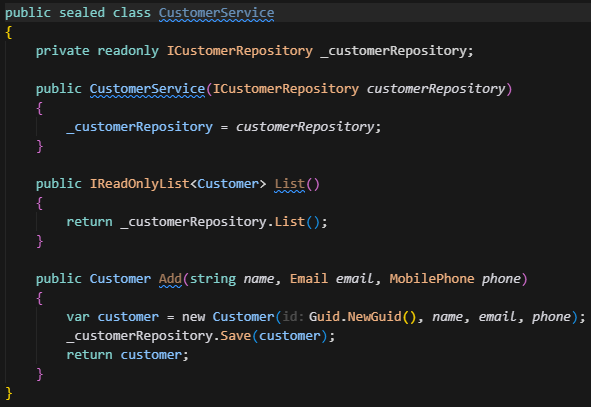 public sealed class CustomerService
{
    private readonly ICustomerRepository _customerRepository;

    public CustomerService(ICustomerRepository customerRepository)
    {
        _customerRepository = customerRepository;
    }

    public IReadOnlyList<Customer> List()
    {
        return _customerRepository.List();
    }

    public Customer Add(string name, Email email, MobilePhone phone)
    {
        var customer = new Customer(id: Guid.NewGuid(), name, email, phone);
        _customerRepository.Save(customer);
        return customer;
    }
}